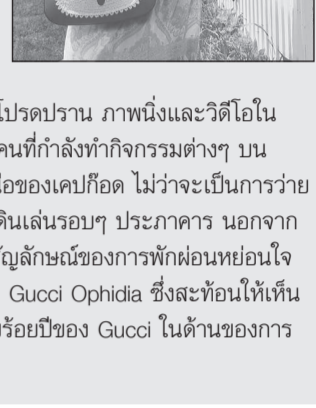 โปรดปราน ภาพนิ่งและวิดีโอใน
คนที่กำลังทำกิจกรรมต่างๆ บน
ของเคปก๊อด ไม่ว่าจะเป็นการว่าย
เดินเล่นรอบๆ ประภาคาร นอกจาก
สัญลักษณ์ของการพักผ่อนหย่อนใจ
Gucci Ophidia ซึ่งสะท้อนให้เห็น
ร้อยปีของ Gucci ในด้านของการ